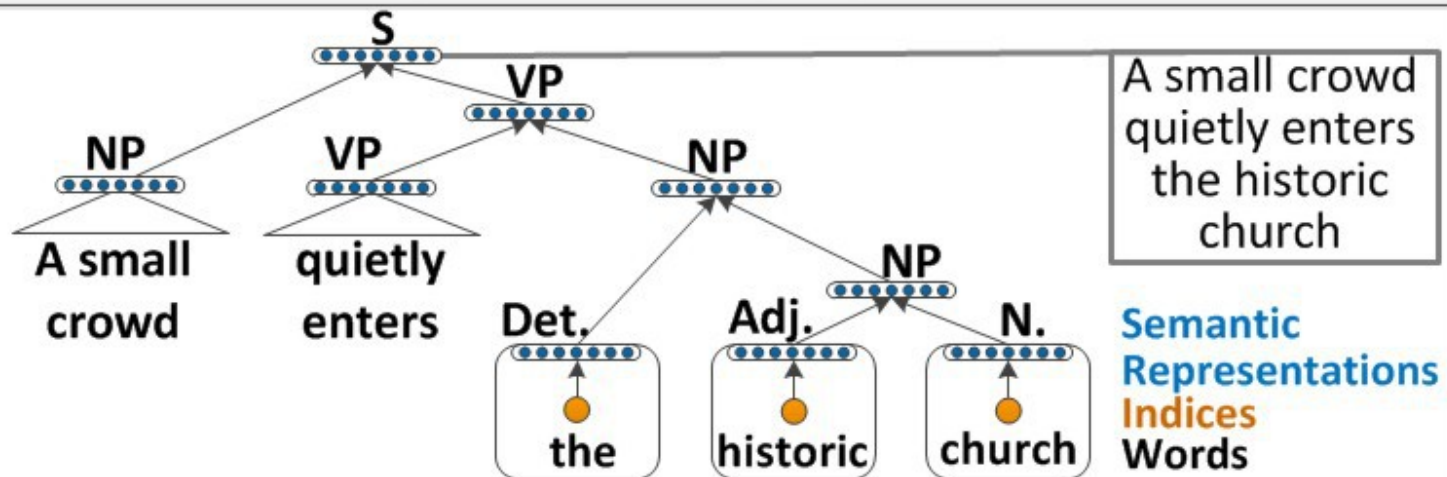 S
VP
NP
VP
NP
A small crowd
quietly enters
the historic
church
A small
crowd
quietly
enters
NP
Det.
Adj.
N.
the
historic
church
Semantic
Representations
Indices
Words